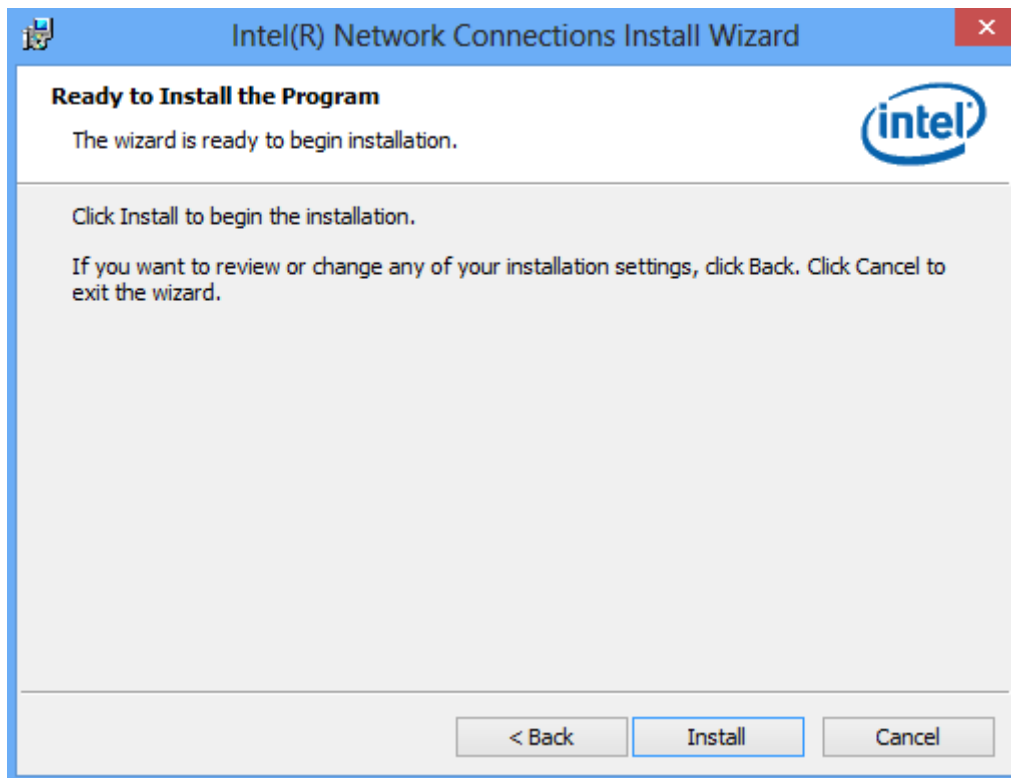 Intel(R) Network Connections Install Wizard
Ready to Install the Program
The wizard is ready to begin installation.
intel
Click Install to begin the installation.
If you want to review or change any of your installation settings, click Back. Click Cancel to
exit the wizard.
< Back
Install
Cancel